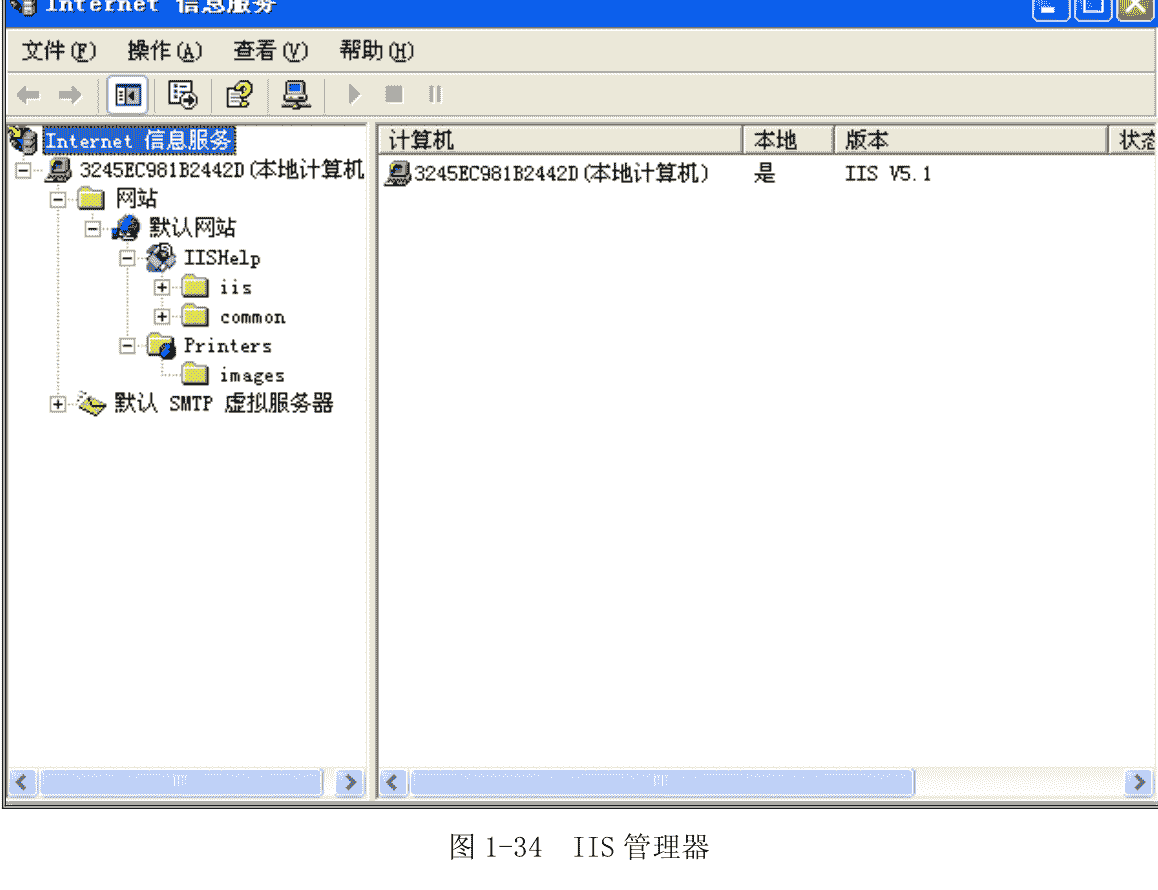 Internet 信息服务
文件(F) 操作(A) 查看(V) 帮助(H)
Internet 信息服务
3245EC981B2442D(本地计算机
网站
默认网站
IISHelp
iis
common
Printers
images
默认 SMTP 虚拟服务器
计算机 本地 版本 状态
3245EC981B2442D(本地计算机) 是 IIS V5.1
图 1-34 IIS 管理器